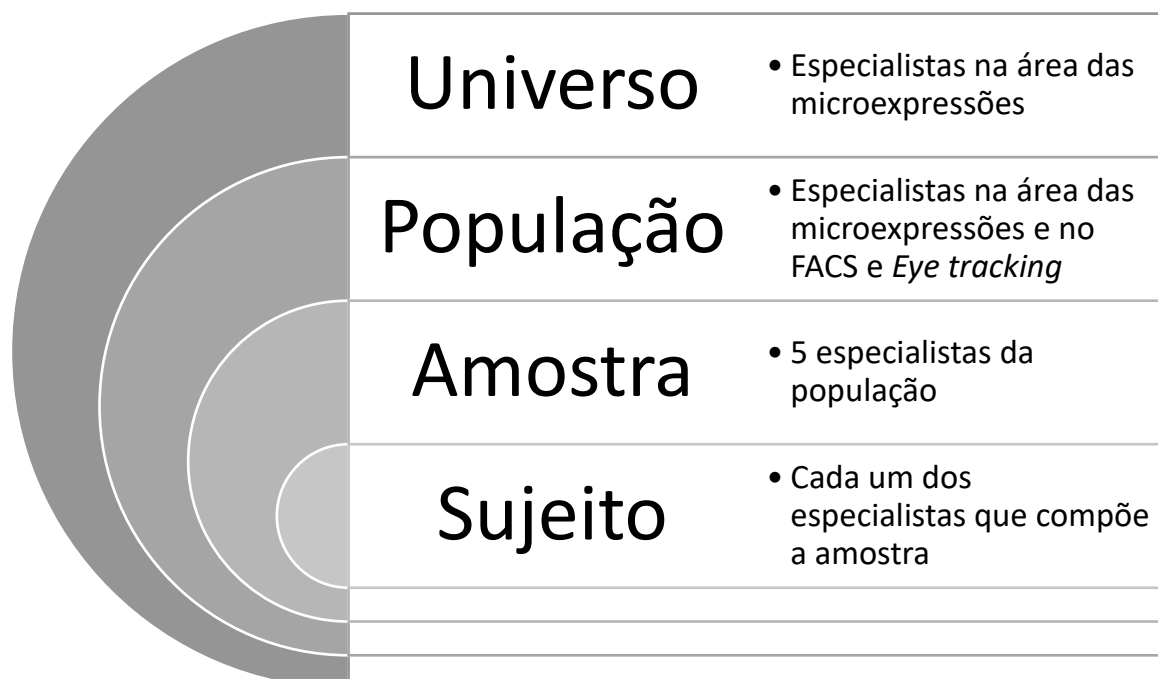 Universo
• Especialistas na área das
microexpressões
População
• Especialistas na área das
microexpressões e no
FACS e Eye tracking
Amostra
• 5 especialistas da
população
Sujeito
• Cada um dos
especialistas que compõe
a amostra